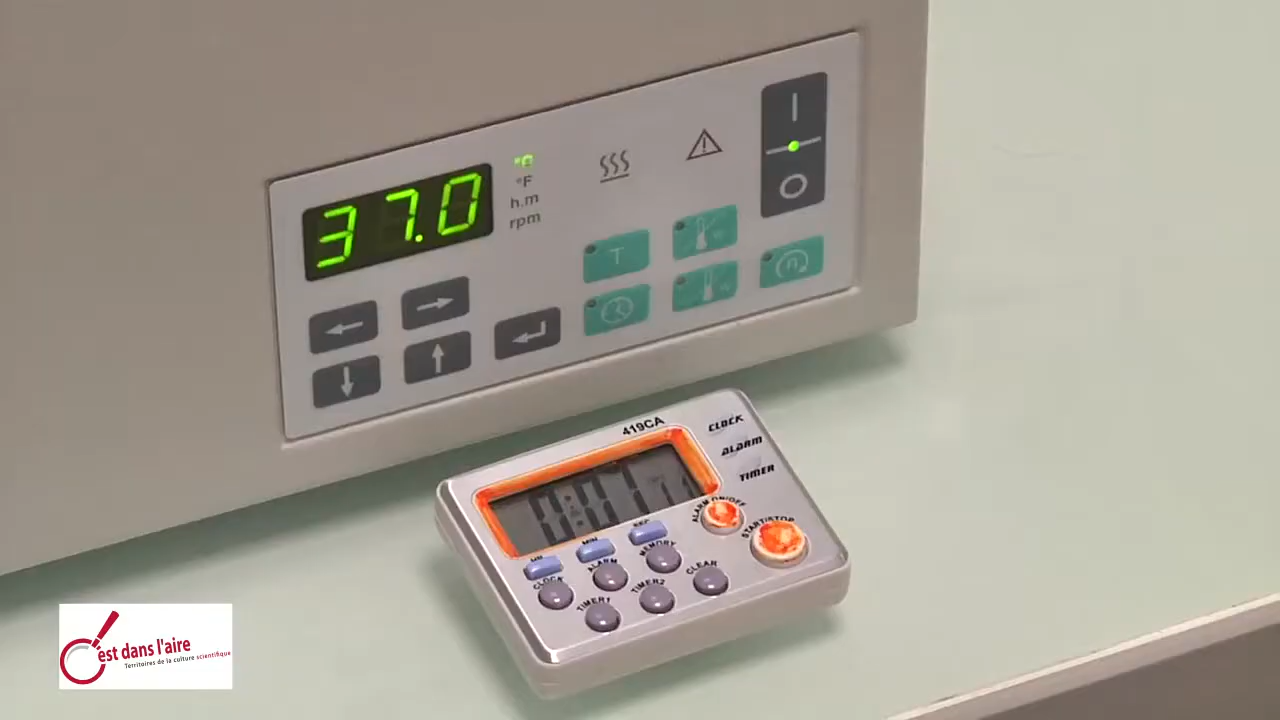 37.0
°C
°F
h.m
rpm
T
419CA
CLOCK
ALARM
TIMER
ALARM ON/OFF
START/STOP
MIN
SEC
CLOCK
ALARM
MEMORY
TIMER1
TIMER2
CLEAR
C'est dans l'aire
Territoires de la culture scientifique